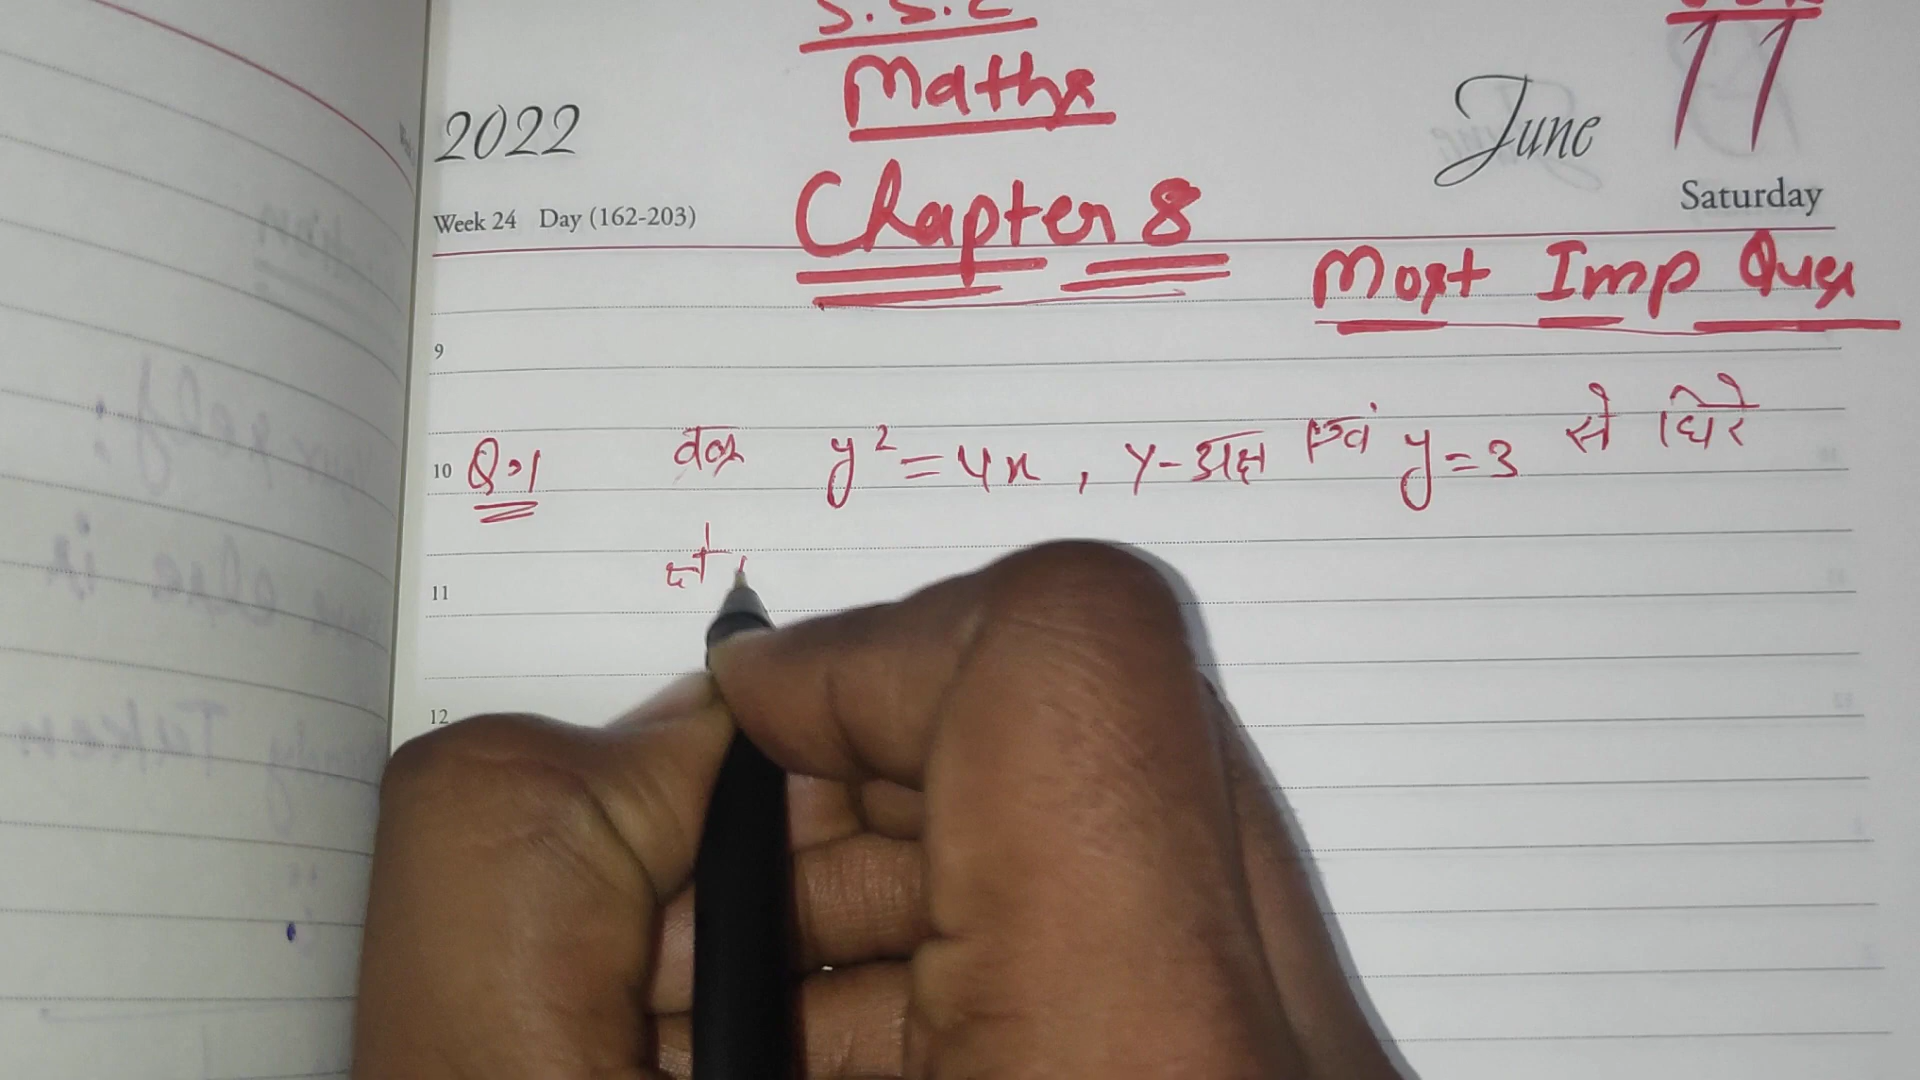 S.S.C
Maths
Chapter 8
2022
June 11
Saturday
Week 24 Day (162-203)
Most Imp Ques
9
10 Q.1 वक्र y² = 4x , y-अक्ष एवं y = 3 से घिरे
11
12